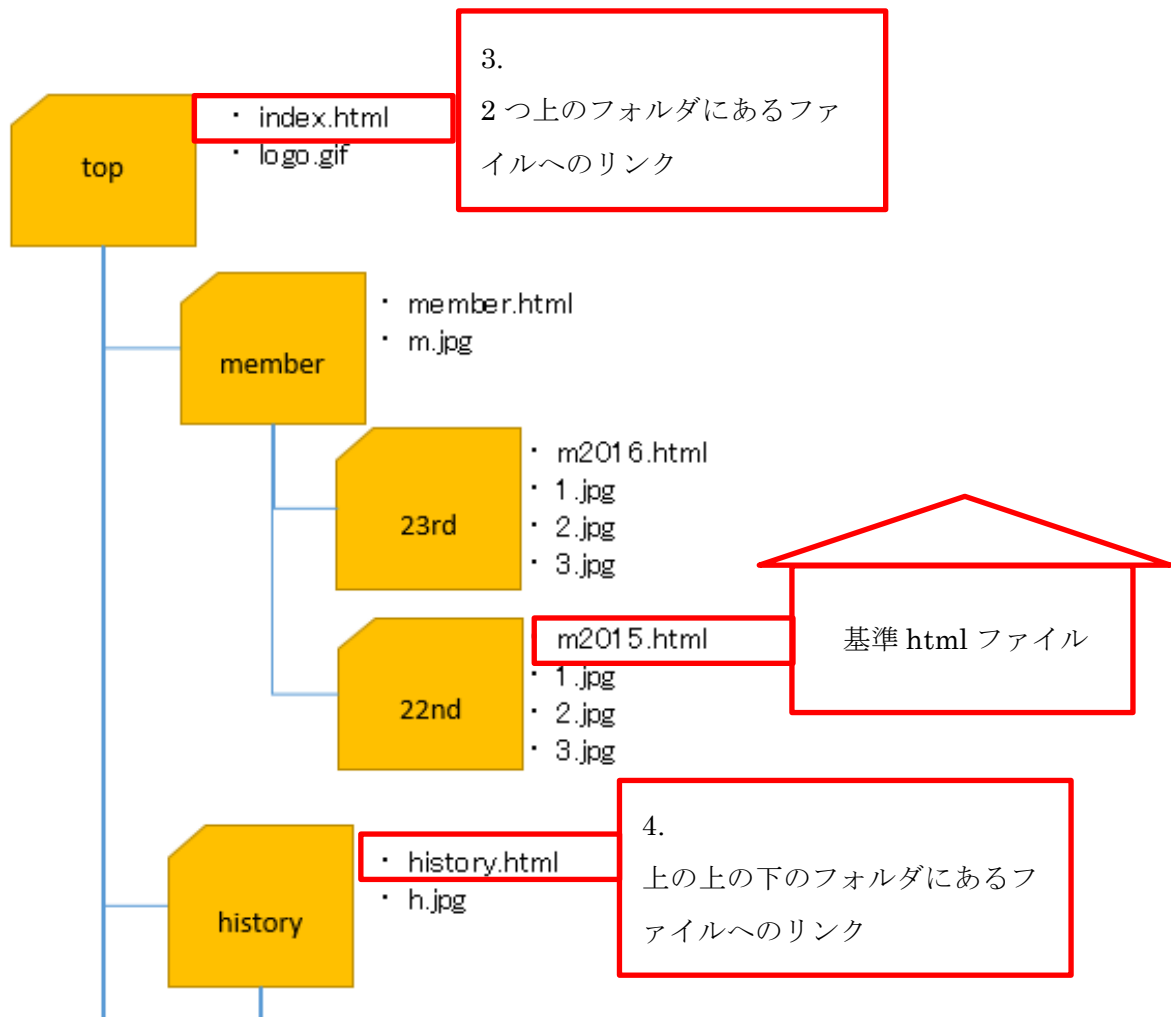 3.
2 つ上のフォルダにあるファ
イルへのリンク
top
・ index.html
・ logo.gif
member
・ member.html
・ m.jpg
23rd
・ m2016.html
・ 1.jpg
・ 2.jpg
・ 3.jpg
22nd
・ m2015.html
・ 1.jpg
・ 2.jpg
・ 3.jpg
基準 html ファイル
history
・ history.html
・ h.jpg
4.
上の上の下のフォルダにあるフ
ァイルへのリンク